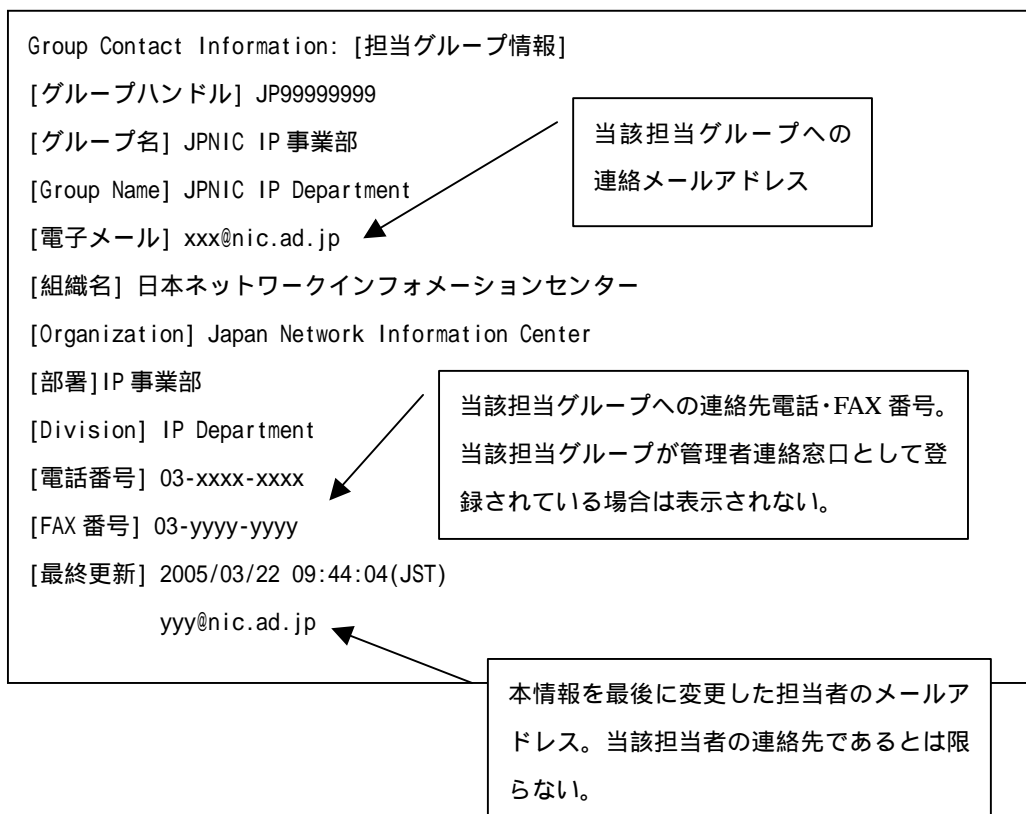 Group Contact Information: [担当グループ情報]
[グループハンドル] JP99999999
[グループ名] JPNIC IP 事業部
[Group Name] JPNIC IP Department
[電子メール] xxx@nic.ad.jp
当該担当グループへの
連絡メールアドレス
[組織名] 日本ネットワークインフォメーションセンター
[Organization] Japan Network Information Center
[部署]IP 事業部
[Division] IP Department
[電話番号] 03-xxxx-xxxx
[FAX 番号] 03-yyyy-yyyy
当該担当グループへの連絡先電話・FAX 番号。
当該担当グループが管理者連絡窓口として登
録されている場合は表示されない。
[最終更新] 2005/03/22 09:44:04(JST)
yyy@nic.ad.jp
本情報を最後に変更した担当者のメールア
ドレス。当該担当者の連絡先であるとは限
らない。